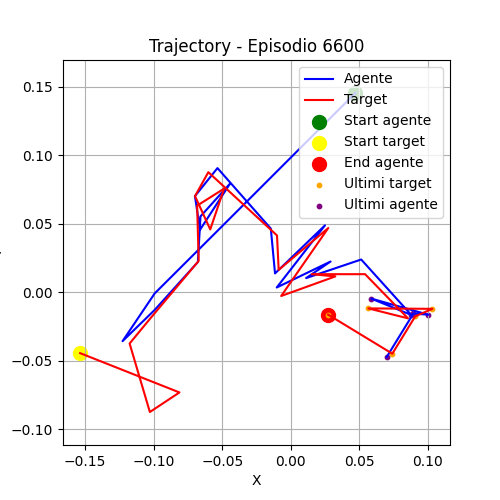 Trajectory - Episodio 6600
Agente
Target
Start agente
Start target
End agente
Ultimi target
Ultimi agente
0.15
0.10
0.05
0.00
−0.05
−0.10
−0.15
−0.10
−0.05
0.00
0.05
0.10
X